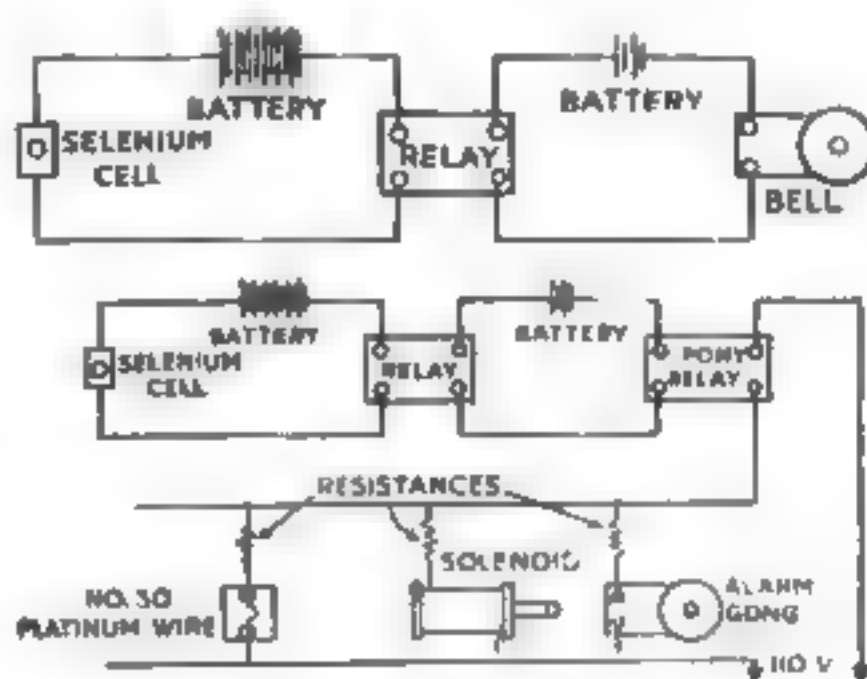 BATTERY
BATTERY
SELENIUM
CELL
RELAY
BELL
BATTERY
BATTERY
SELENIUM
CELL
RELAY
PONY
RELAY
RESISTANCES
SOLENOID
NO. 30
PLATINUM WIRE
ALARM
GONG
110 V